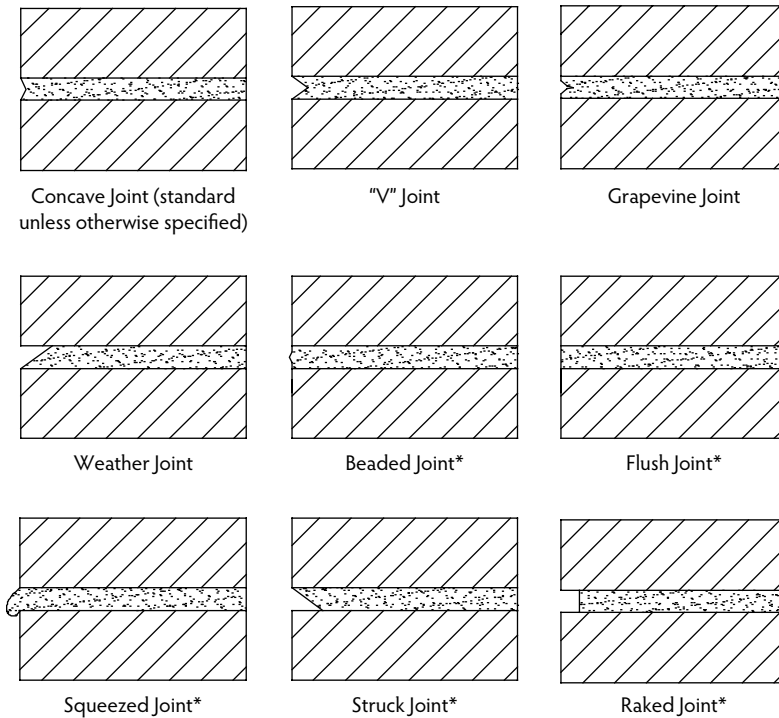 Concave Joint (standard
unless otherwise specified)
"V" Joint
Grapevine Joint
Weather Joint
Beaded Joint*
Flush Joint*
Squeezed Joint*
Struck Joint*
Raked Joint*